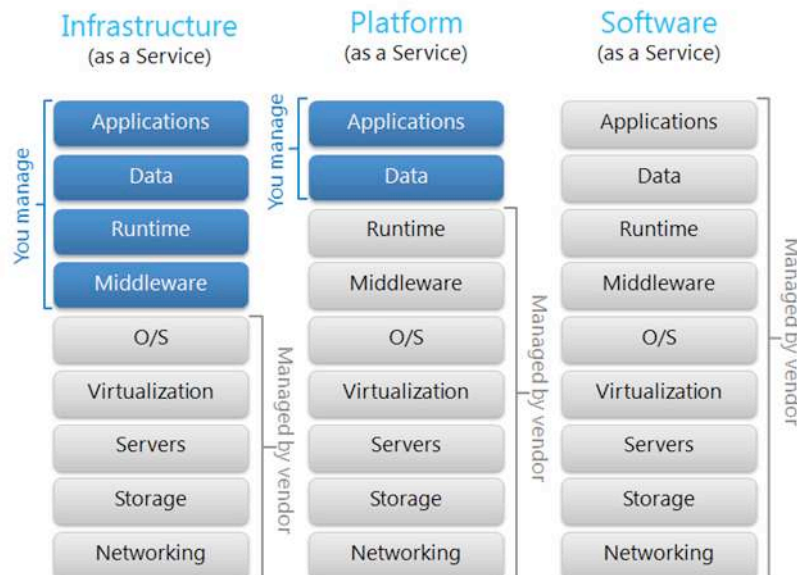 Infrastructure
(as a Service)
Platform
(as a Service)
Software
(as a Service)
You manage
Applications
Data
Runtime
Middleware
O/S
Virtualization
Servers
Storage
Networking
Managed by vendor
You manage
Applications
Data
Runtime
Middleware
O/S
Virtualization
Servers
Storage
Networking
Managed by vendor
Applications
Data
Runtime
Middleware
O/S
Virtualization
Servers
Storage
Networking
Managed by vendor